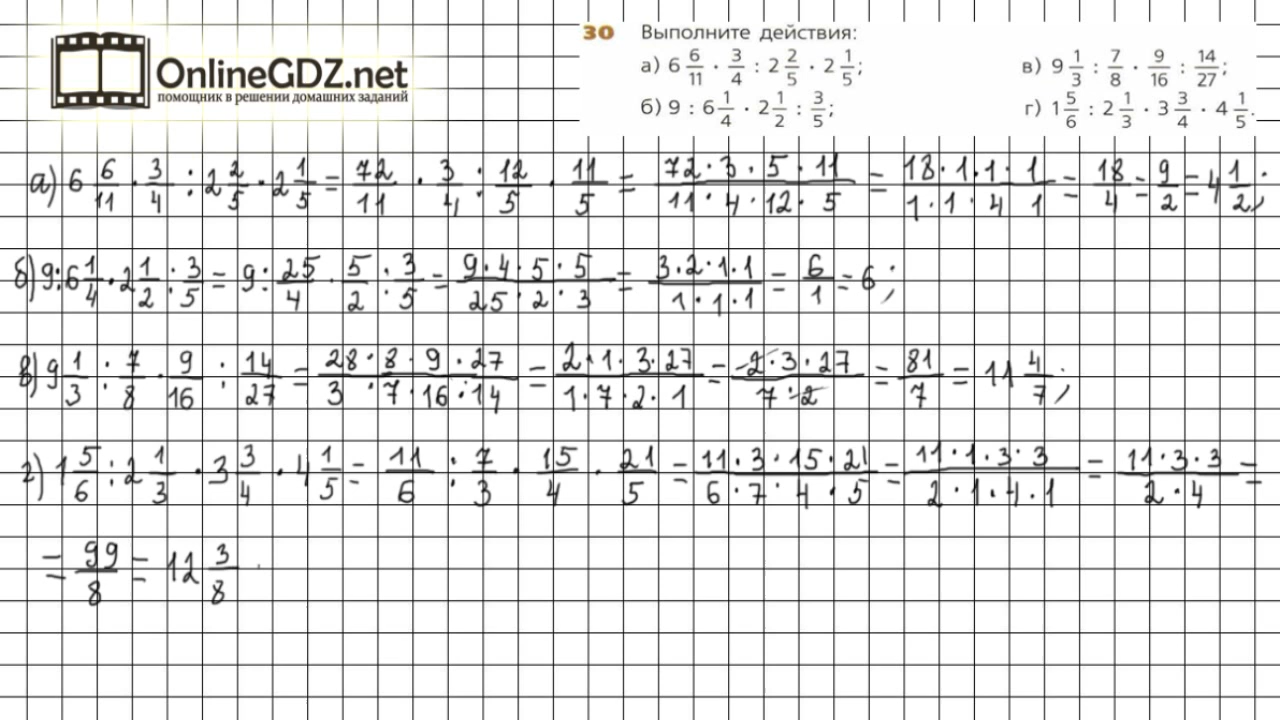 OnlineGDZ.net
помощник в решении домашних заданий
30 Выполните действия:
а) 6 6/11 · 3/4 : 2 2/5 · 2 1/5;
в) 9 1/3 : 7/8 · 9/16 : 14/27;
б) 9 : 6 1/4 · 2 1/2 : 3/5;
г) 1 5/6 : 2 1/3 · 3 3/4 · 4 1/5.
а) 6 6/11 · 3/4 : 2 2/5 · 2 1/5 = 72/11 · 3/4 : 12/5 · 11/5 = 72·3·5·11/11·4·12·5 = 18·1·1·1/1·1·4 1 = 18/4 = 9/2 = 4 1/2;
б) 9 : 6 1/4 · 2 1/2 : 3/5 = 9 : 25/4 · 5/2 : 3/5 = 9·4·5·5/25·2·3 = 3·2·1·1/1·1·1 = 6/1 = 6;
в) 9 1/3 : 7/8 · 9/16 : 14/27 = 28·8·9·27/3·7·16·14 = 2·1·3·27/1·7·2·1 = 2·3·27/7·2 = 81/7 = 11 4/7;
г) 1 5/6 : 2 1/3 · 3 3/4 · 4 1/5 = 11/6 : 7/3 · 15/4 · 21/5 = 11·3·15·21/6·7·4·5 = 11·1·3·3/2·1·4·1 = 11·3·3/2·4 =
= 99/8 = 12 3/8.